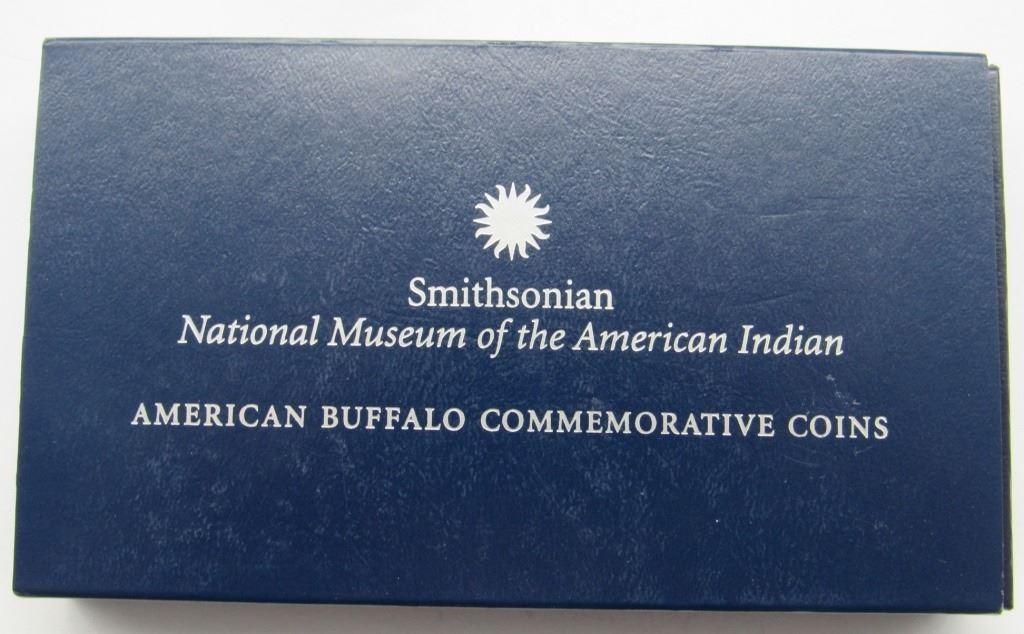 Smithsonian
National Museum of the American Indian
AMERICAN BUFFALO COMMEMORATIVE COINS